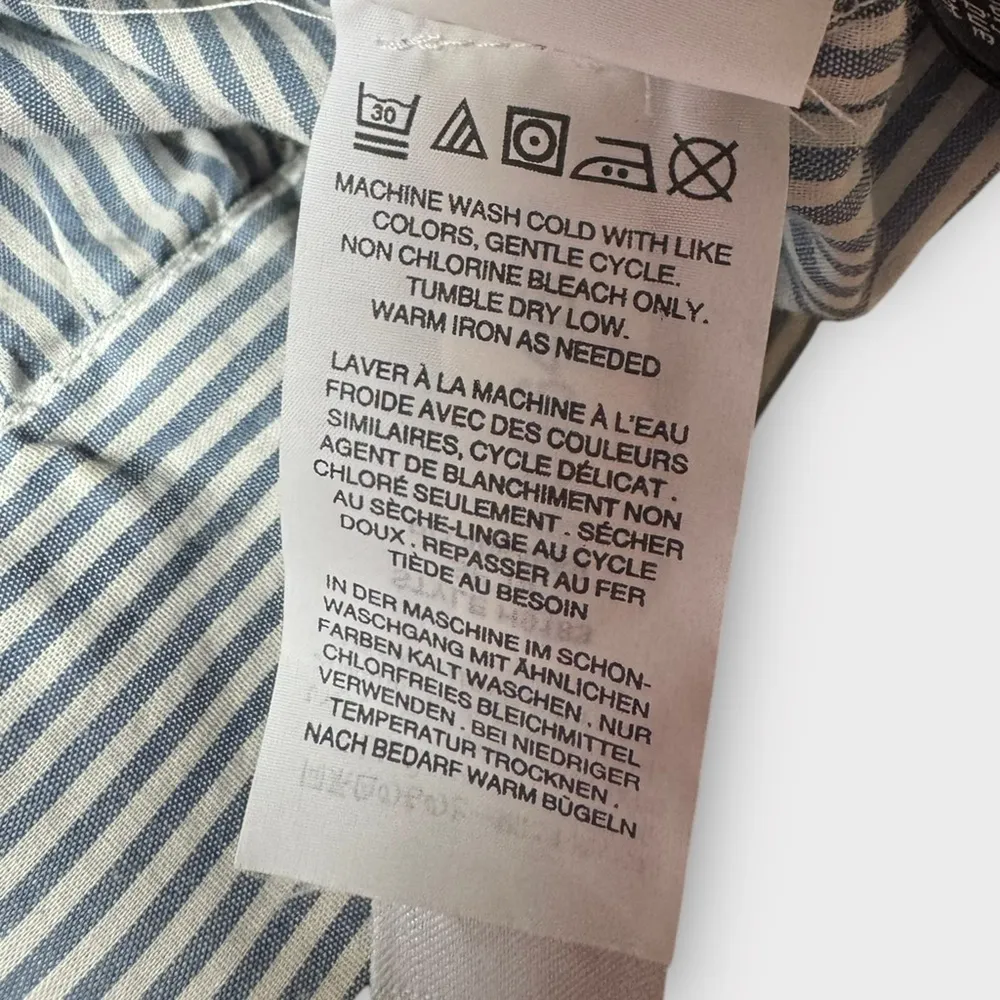 30
MACHINE WASH COLD WITH LIKE
COLORS, GENTLE CYCLE.
NON CHLORINE BLEACH ONLY.
TUMBLE DRY LOW.
WARM IRON AS NEEDED
LAVER À LA MACHINE À L'EAU
FROIDE AVEC DES COULEURS
SIMILAIRES, CYCLE DÉLICAT .
AGENT DE BLANCHIMENT NON
CHLORÉ SEULEMENT . SÉCHER
AU SÈCHE-LINGE AU CYCLE
DOUX . REPASSER AU FER
TIÈDE AU BESOIN
IN DER MASCHINE IM SCHON-
WASCHGANG MIT ÄHNLICHEN
FARBEN KALT WASCHEN . NUR
CHLORFREIES BLEICHMITTEL
VERWENDEN . BEI NIEDRIGER
TEMPERATUR TROCKNEN .
NACH BEDARF WARM BÜGELN